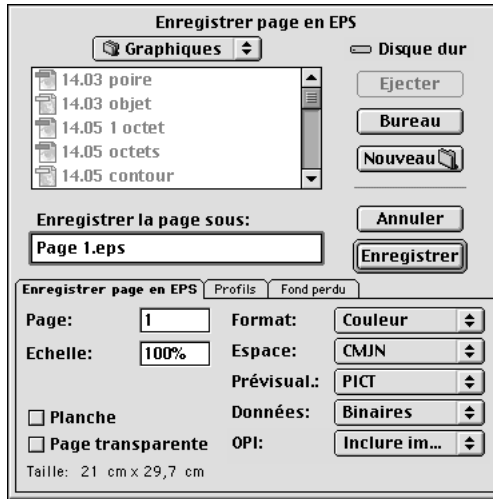 Enregistrer page en EPS
Graphiques
Disque dur
14.03 poire
14.03 objet
14.05 1 octet
14.05 octets
14.05 contour
Ejecter
Bureau
Nouveau
Enregistrer la page sous:
Page 1.eps
Annuler
Enregistrer
Enregistrer page en EPS
Profils
Fond perdu
Page: 1
Echelle: 100%
Planche
Page transparente
Taille: 21 cm x 29,7 cm
Format: Couleur
Espace: CMJN
Prévisual.: PICT
Données: Binaires
OPI: Inclure im...